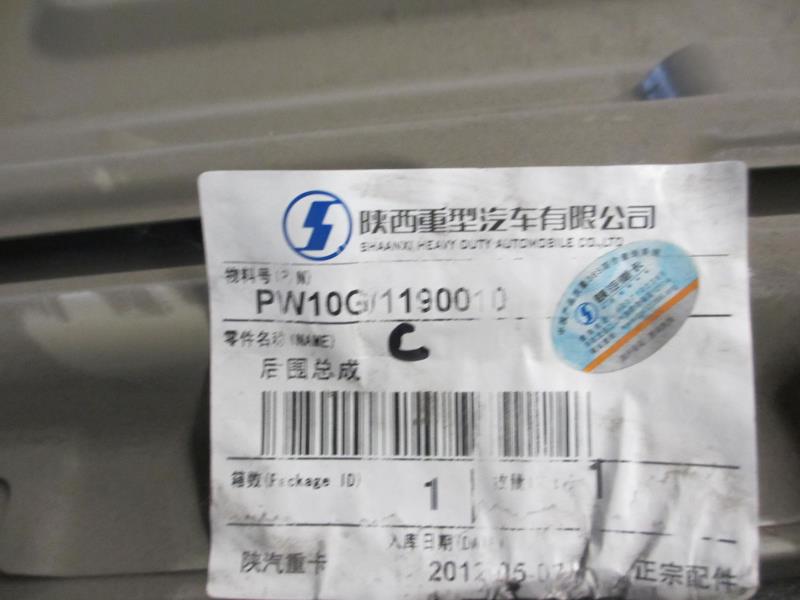 陕西重型汽车有限公司
SHAANXI HEAVY DUTY AUTOMOBILE CO.,LTD
物料号(P/N)
PW10G/1190010
零件名称(NAME)
C
后围总成
箱数(Package ID)
1
1
入库日期
陕汽重卡
2012-05-07
正宗配件